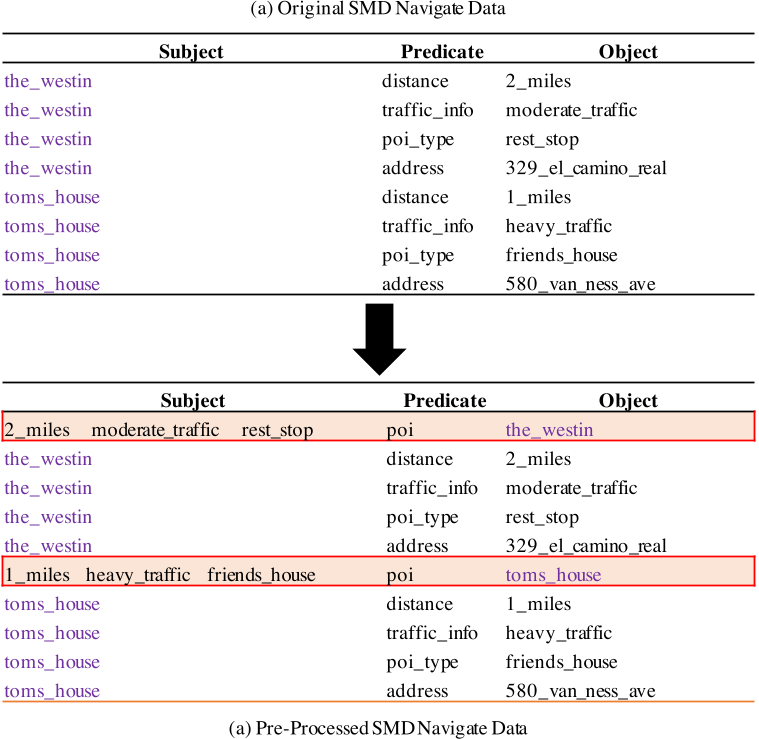 (a) Original SMD Navigate Data
Subject Predicate Object
the_westin distance 2_miles
the_westin traffic_info moderate_traffic
the_westin poi_type rest_stop
the_westin address 329_el_camino_real
toms_house distance 1_miles
toms_house traffic_info heavy_traffic
toms_house poi_type friends_house
toms_house address 580_van_ness_ave
Subject Predicate Object
2_miles moderate_traffic rest_stop poi the_westin
the_westin distance 2_miles
the_westin traffic_info moderate_traffic
the_westin poi_type rest_stop
the_westin address 329_el_camino_real
1_miles heavy_traffic friends_house poi toms_house
toms_house distance 1_miles
toms_house traffic_info heavy_traffic
toms_house poi_type friends_house
toms_house address 580_van_ness_ave
(a) Pre-Processed SMD Navigate Data